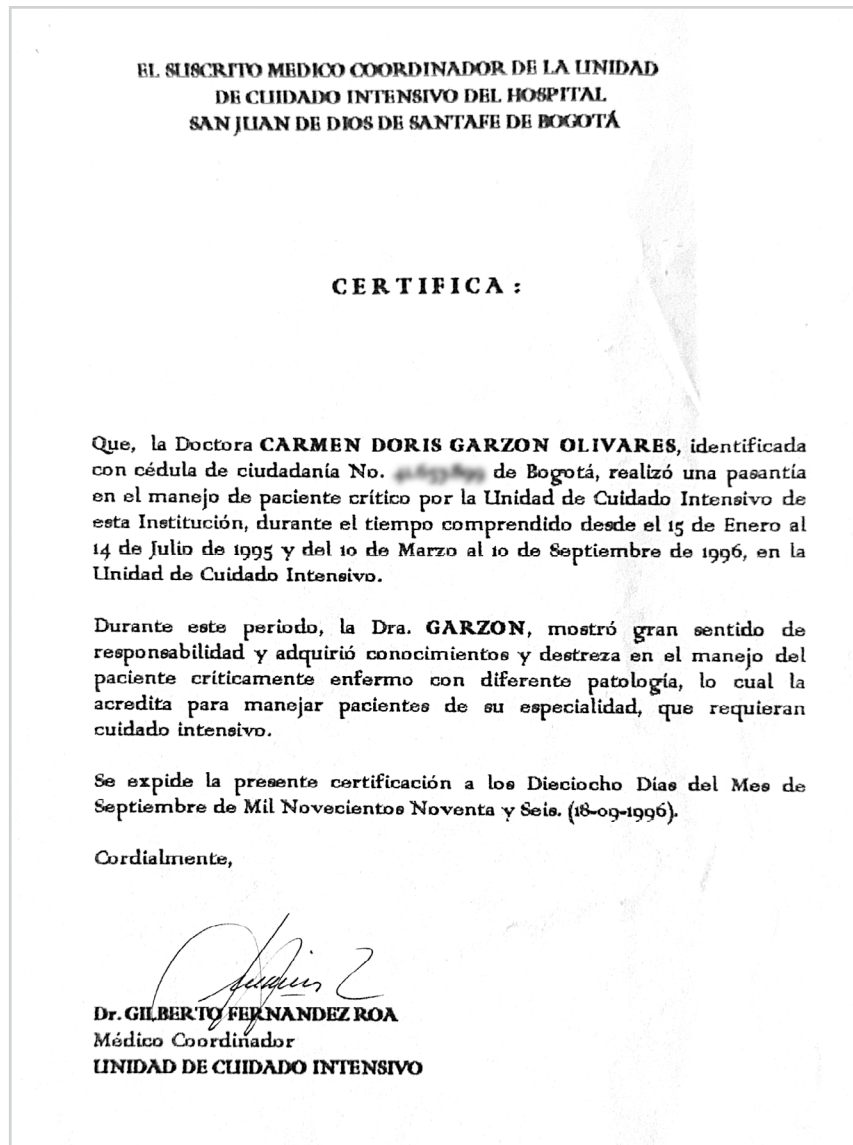 EL SUSCRITO MEDICO COORDINADOR DE LA UNIDAD
DE CUIDADO INTENSIVO DEL HOSPITAL
SAN JUAN DE DIOS DE SANTAFE DE BOGOTÁ
CERTIFICA :
Que, la Doctora CARMEN DORIS GARZON OLIVARES, identificada
con cédula de ciudadanía No. de Bogotá, realizó una pasantía
en el manejo de paciente crítico por la Unidad de Cuidado Intensivo de
esta Institución, durante el tiempo comprendido desde el 15 de Enero al
14 de Julio de 1995 y del 10 de Marzo al 10 de Septiembre de 1996, en la
Unidad de Cuidado Intensivo.
Durante este periodo, la Dra. GARZON, mostró gran sentido de
responsabilidad y adquirió conocimientos y destreza en el manejo del
paciente críticamente enfermo con diferente patología, lo cual la
acredita para manejar pacientes de su especialidad, que requieran
cuidado intensivo.
Se expide la presente certificación a los Dieciocho Días del Mes de
Septiembre de Mil Novecientos Noventa y Seis. (18-09-1996).
Cordialmente,
Dr. GILBERTO FERNANDEZ ROA
Médico Coordinador
UNIDAD DE CUIDADO INTENSIVO